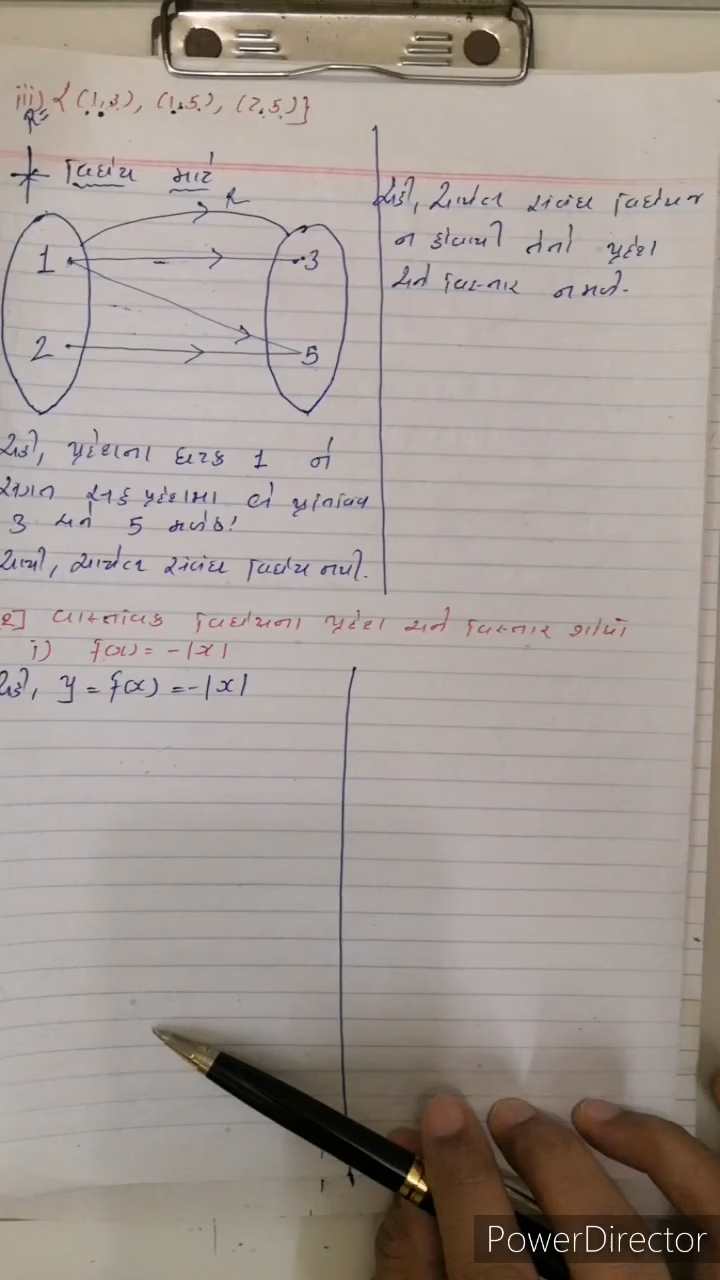 iii) { (1,3), (1,5), (2,5)}
R=
વિધેય માટે
R
1
3
2
5
અહીં, પ્રદેશના ઘટક 1 ને
સંગત સહપ્રદેશમાં બે પ્રતિબિંબ
3 અને 5 મળે છે.
આથી, આપેલ સંબંધ વિધેય નથી.
અહીં, આપેલ સંબંધ વિધેય જ
ન હોવાથી તેનો પ્રદેશ
અને વિસ્તાર ન મળે.
2] વાસ્તવિક વિધેયના પ્રદેશ અને વિસ્તાર શોધો
i) f(x) = -|x|
અહીં, y = f(x) = -|x|
PowerDirector